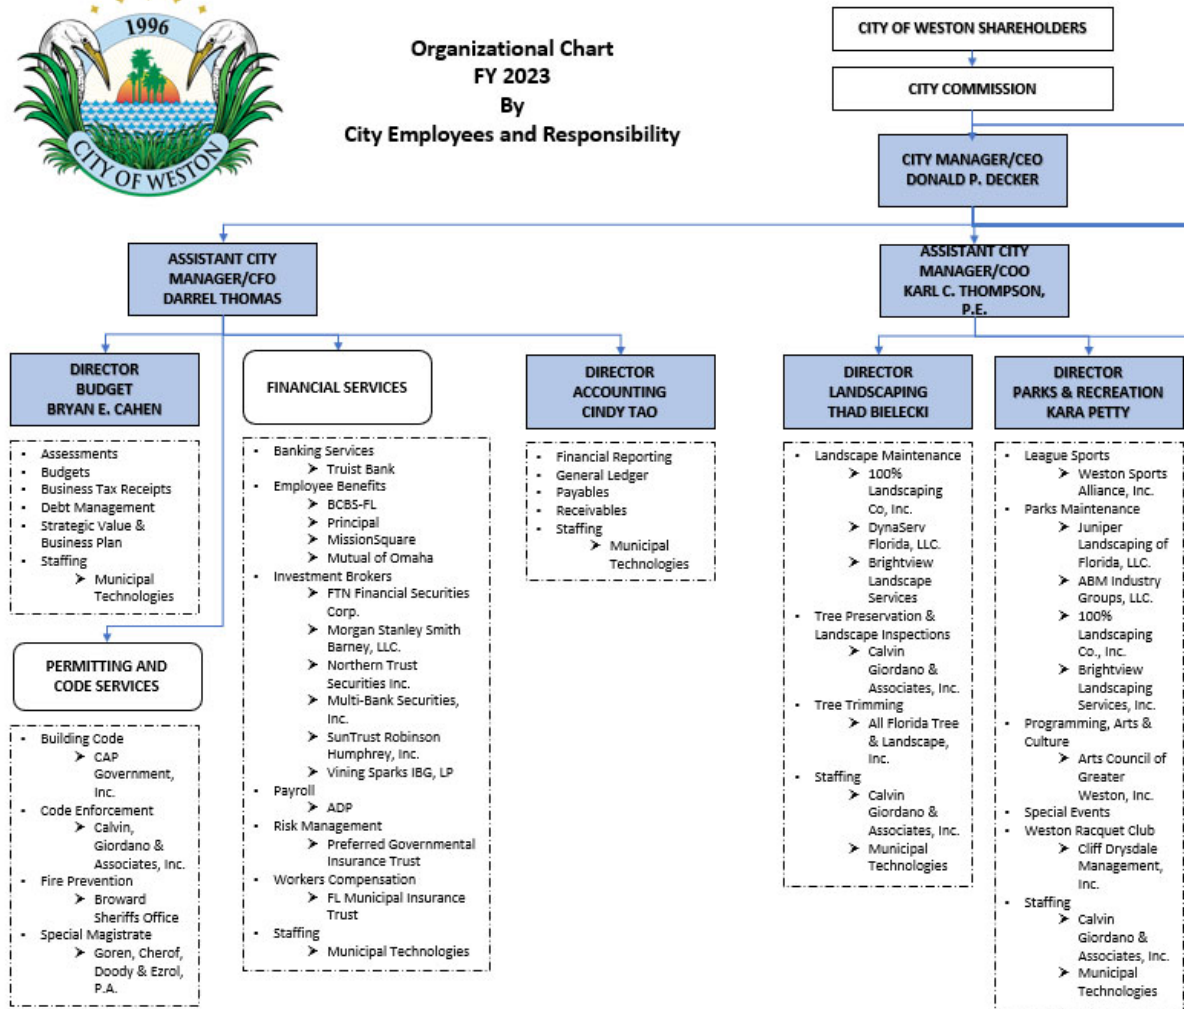 1996
CITY OF WESTON
Organizational Chart
FY 2023
By
City Employees and Responsibility
CITY OF WESTON SHAREHOLDERS
CITY COMMISSION
CITY MANAGER/CEO
DONALD P. DECKER
ASSISTANT CITY
MANAGER/CFO
DARREL THOMAS
ASSISTANT CITY
MANAGER/COO
KARL C. THOMPSON,
P.E.
DIRECTOR
BUDGET
BRYAN E. CAHEN
• Assessments
• Budgets
• Business Tax Receipts
• Debt Management
• Strategic Value &
Business Plan
• Staffing
➤ Municipal
Technologies
PERMITTING AND
CODE SERVICES
• Building Code
➤ CAP
Government,
Inc.
• Code Enforcement
➤ Calvin,
Giordano &
Associates, Inc.
• Fire Prevention
➤ Broward
Sheriffs Office
• Special Magistrate
➤ Goren, Cherof,
Doody & Ezrol,
P.A.
FINANCIAL SERVICES
• Banking Services
➤ Truist Bank
• Employee Benefits
➤ BCBS-FL
➤ Principal
➤ MissionSquare
➤ Mutual of Omaha
• Investment Brokers
➤ FTN Financial Securities
Corp.
➤ Morgan Stanley Smith
Barney, LLC.
➤ Northern Trust
Securities Inc.
➤ Multi-Bank Securities,
Inc.
➤ SunTrust Robinson
Humphrey, Inc.
➤ Vining Sparks IBG, LP
• Payroll
➤ ADP
• Risk Management
➤ Preferred Governmental
Insurance Trust
• Workers Compensation
➤ FL Municipal Insurance
Trust
• Staffing
➤ Municipal Technologies
DIRECTOR
ACCOUNTING
CINDY TAO
• Financial Reporting
• General Ledger
• Payables
• Receivables
• Staffing
➤ Municipal
Technologies
DIRECTOR
LANDSCAPING
THAD BIELECKI
• Landscape Maintenance
➤ 100%
Landscaping
Co, Inc.
➤ DynaServ
Florida, LLC.
➤ Brightview
Landscape
Services
• Tree Preservation &
Landscape Inspections
➤ Calvin
Giordano &
Associates, Inc.
• Tree Trimming
➤ All Florida Tree
& Landscape,
Inc.
• Staffing
➤ Calvin
Giordano &
Associates, Inc.
➤ Municipal
Technologies
DIRECTOR
PARKS & RECREATION
KARA PETTY
• League Sports
➤ Weston Sports
Alliance, Inc.
• Parks Maintenance
➤ Juniper
Landscaping of
Florida, LLC.
➤ ABM Industry
Groups, LLC.
➤ 100%
Landscaping
Co., Inc.
➤ Brightview
Landscaping
Services, Inc.
• Programming, Arts &
Culture
➤ Arts Council of
Greater
Weston, Inc.
• Special Events
• Weston Racquet Club
➤ Cliff Drysdale
Management,
Inc.
• Staffing
➤ Calvin
Giordano &
Associates, Inc.
➤ Municipal
Technologies